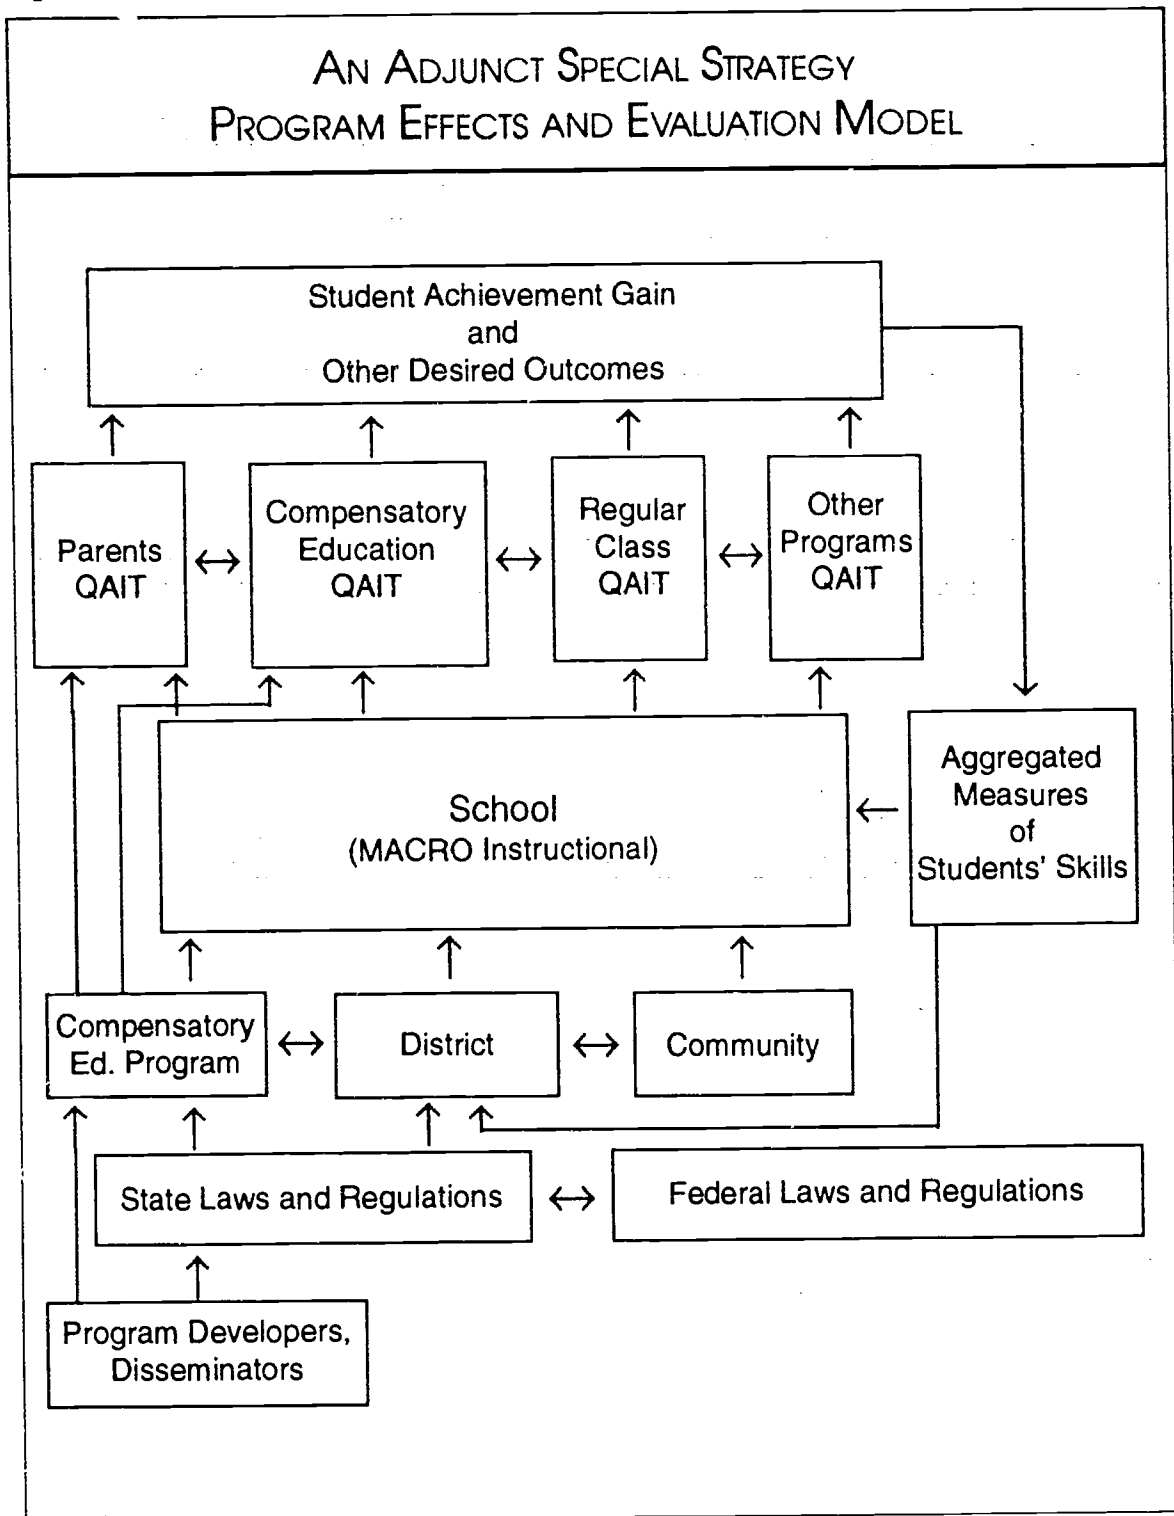 AN ADJUNCT SPECIAL STRATEGY
PROGRAM EFFECTS AND EVALUATION MODEL
Student Achievement Gain
and
Other Desired Outcomes
Parents
QAIT
Compensatory
Education
QAIT
Regular
Class
QAIT
Other
Programs
QAIT
School
(MACRO Instructional)
Aggregated
Measures
of
Students' Skills
Compensatory
Ed. Program
District
Community
State Laws and Regulations
Federal Laws and Regulations
Program Developers,
Disseminators